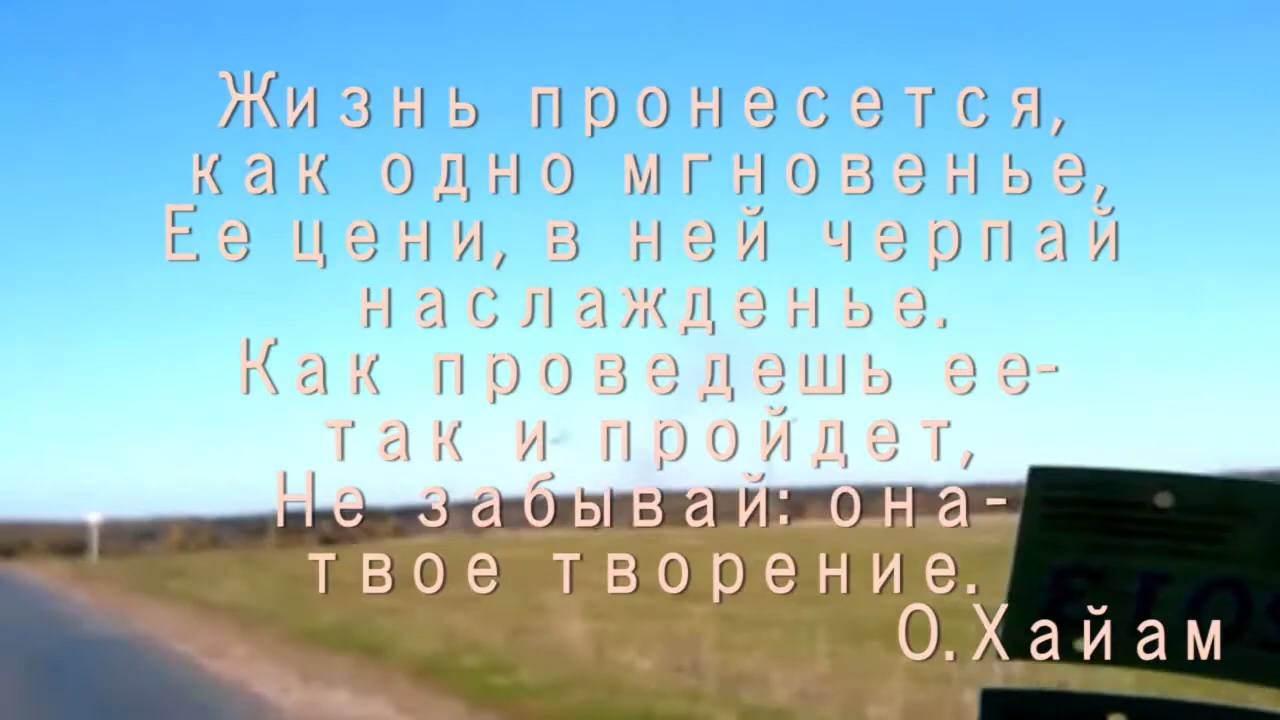 Жизнь пронесется,
как одно мгновенье,
Ее цени, в ней черпай
наслажденье.
Как проведешь ее-
так и пройдет,
Не забывай: она-
твое творение.
О.Хайам